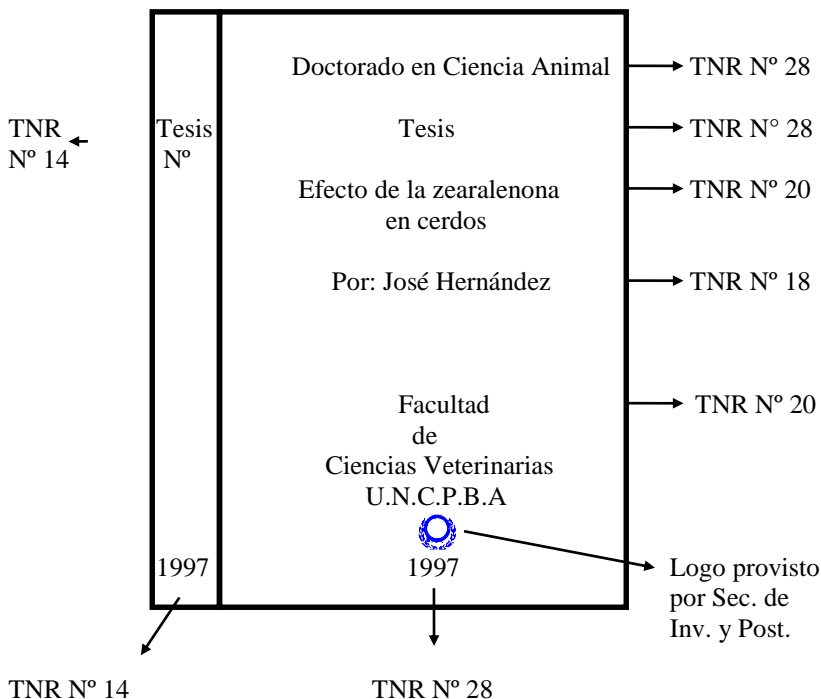 Doctorado en Ciencia Animal
TNR Nº 28
TNR
Nº 14
Tesis
Nº
Tesis
TNR N° 28
Efecto de la zearalenona
en cerdos
TNR Nº 20
Por: José Hernández
TNR Nº 18
Facultad
de
Ciencias Veterinarias
U.N.C.P.B.A
TNR Nº 20
1997
1997
Logo provisto
por Sec. de
Inv. y Post.
TNR Nº 14
TNR Nº 28